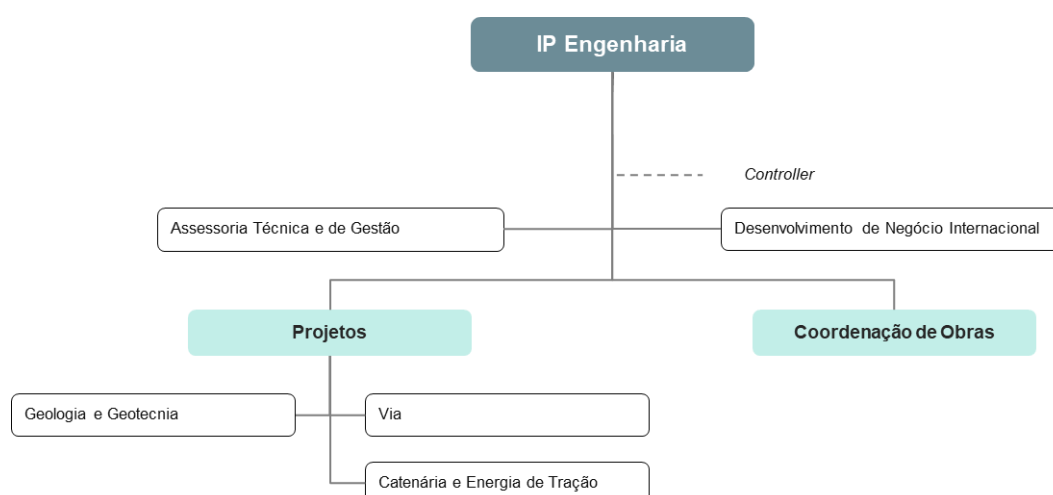 IP Engenharia
Controller
Assessoria Técnica e de Gestão
Desenvolvimento de Negócio Internacional
Projetos
Coordenação de Obras
Geologia e Geotecnia
Via
Catenária e Energia de Tração